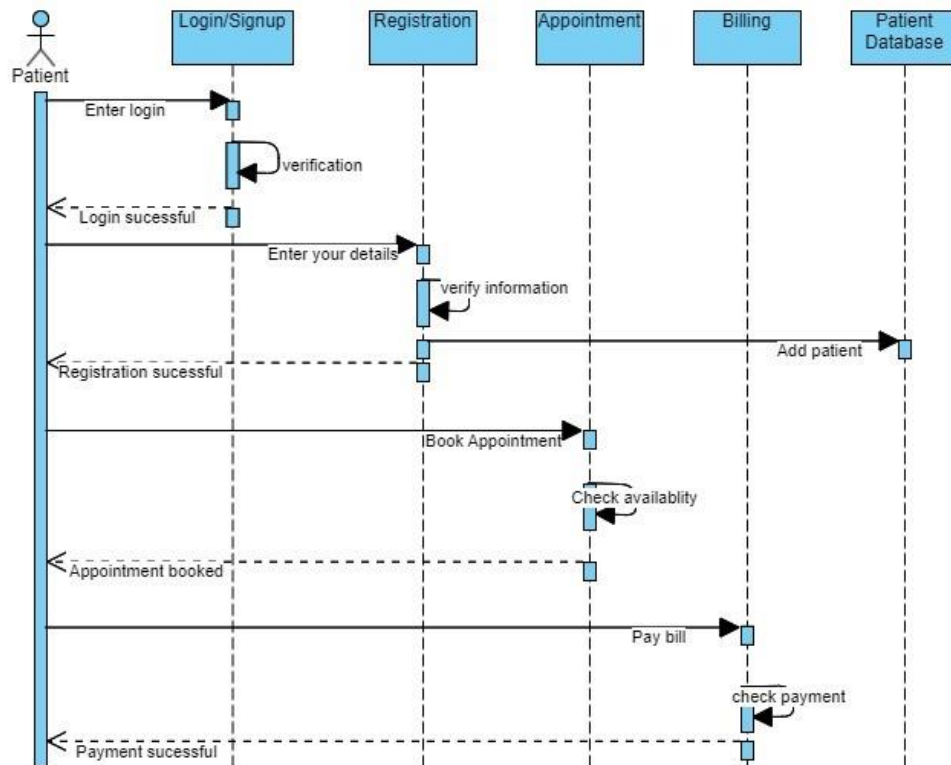 Login/Signup
Registration
Appointment
Billing
Patient
Database
Patient
Enter login
verification
Login sucessful
Enter your details
verify information
Add patient
Registration sucessful
Book Appointment
Check availablity
Appointment booked
Pay bill
check payment
Payment sucessful